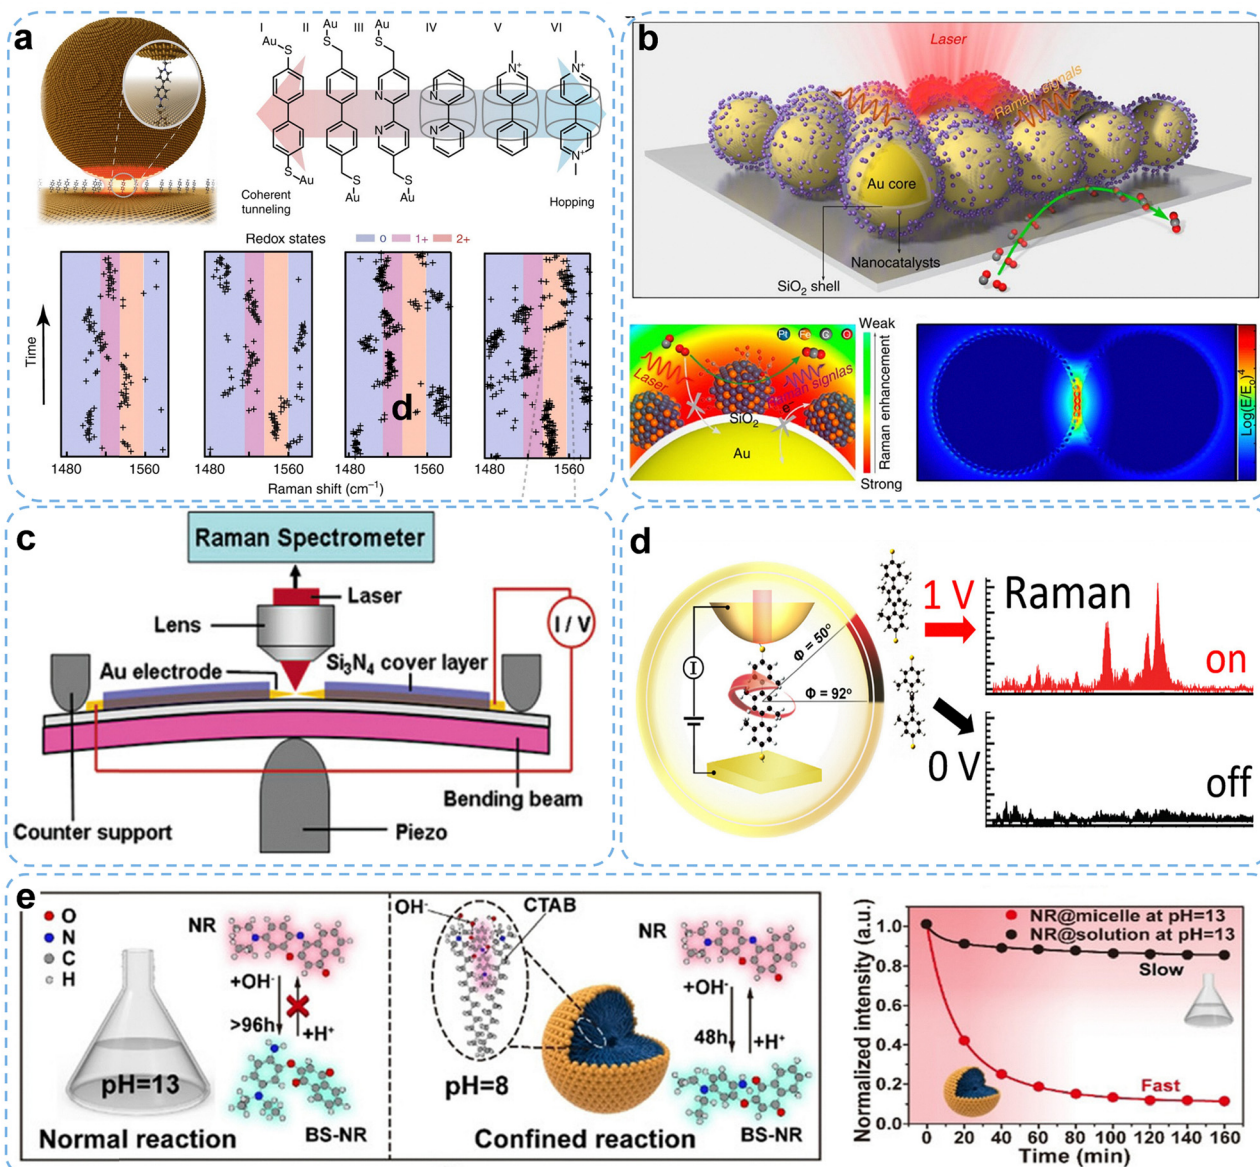 a
I II III IV V VI
Au Au
Au S S S
N N N⁺ N⁺
N N N⁺
S S S
Au Au Au
Coherent
tunneling
Hopping
Redox states 0 1+ 2+
Time
d
1480 1560 1480 1560 1480 1560 1480 1560
Raman shift (cm⁻¹)
b
Laser
Raman signals
Au core
Nanocatalysts
SiO₂ shell
Pt Fe C O
Laser
Raman signlas
e⁻
SiO₂
Au
Weak
Raman enhancement
Strong
Log(E/E₀)⁴
c
Raman Spectrometer
Laser
Lens
I / V
Au electrode
Si₃N₄ cover layer
Bending beam
Counter support
Piezo
d
I
Φ = 50°
Φ = 92°
1 V
Raman
on
0 V
off
e
O
N
C
H
pH=13
Normal reaction
NR
+OH⁻
>96h
+H⁺
BS-NR
OH⁻
CTAB
pH=8
Confined reaction
NR
+OH⁻
48h
+H⁺
BS-NR
Normalized intensity (a.u.)
NR@micelle at pH=13
NR@solution at pH=13
Slow
Fast
1.0
0.8
0.6
0.4
0.2
0.0
0 20 40 60 80 100 120 140 160
Time (min)